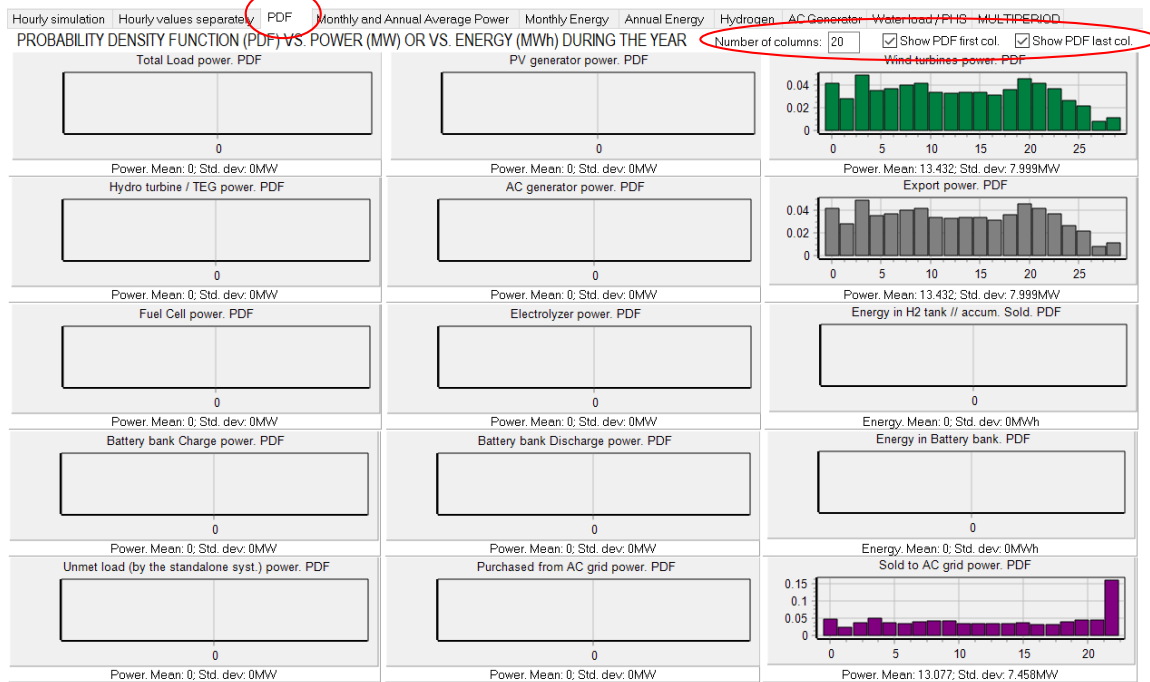 Hourly simulation Hourly values separately PDF Monthly and Annual Average Power Monthly Energy Annual Energy Hydrogen AC Generator Water load / PHS MULTIPERIOD
PROBABILITY DENSITY FUNCTION (PDF) VS. POWER (MW) OR VS. ENERGY (MWh) DURING THE YEAR Number of columns: 20 Show PDF first col. Show PDF last col.
Total Load power. PDF PV generator power. PDF Wind turbines power. PDF
0.04
0.02
0
0 0 0 5 10 15 20 25
Power. Mean: 0; Std. dev: 0MW Power. Mean: 0; Std. dev: 0MW Power. Mean: 13.432; Std. dev: 7.999MW
Hydro turbine / TEG power. PDF AC generator power. PDF Export power. PDF
0.04
0.02
0
0 0 0 5 10 15 20 25
Power. Mean: 0; Std. dev: 0MW Power. Mean: 0; Std. dev: 0MW Power. Mean: 13.432; Std. dev: 7.999MW
Fuel Cell power. PDF Electrolyzer power. PDF Energy in H2 tank // accum. Sold. PDF
0 0 0
Power. Mean: 0; Std. dev: 0MW Power. Mean: 0; Std. dev: 0MW Energy. Mean: 0; Std. dev: 0MWh
Battery bank Charge power. PDF Battery bank Discharge power. PDF Energy in Battery bank. PDF
0 0 0
Power. Mean: 0; Std. dev: 0MW Power. Mean: 0; Std. dev: 0MW Energy. Mean: 0; Std. dev: 0MWh
Unmet load (by the standalone syst.) power. PDF Purchased from AC grid power. PDF Sold to AC grid power. PDF
0.15
0.1
0.05
0
0 0 0 5 10 15 20
Power. Mean: 0; Std. dev: 0MW Power. Mean: 0; Std. dev: 0MW Power. Mean: 13.077; Std. dev: 7.458MW